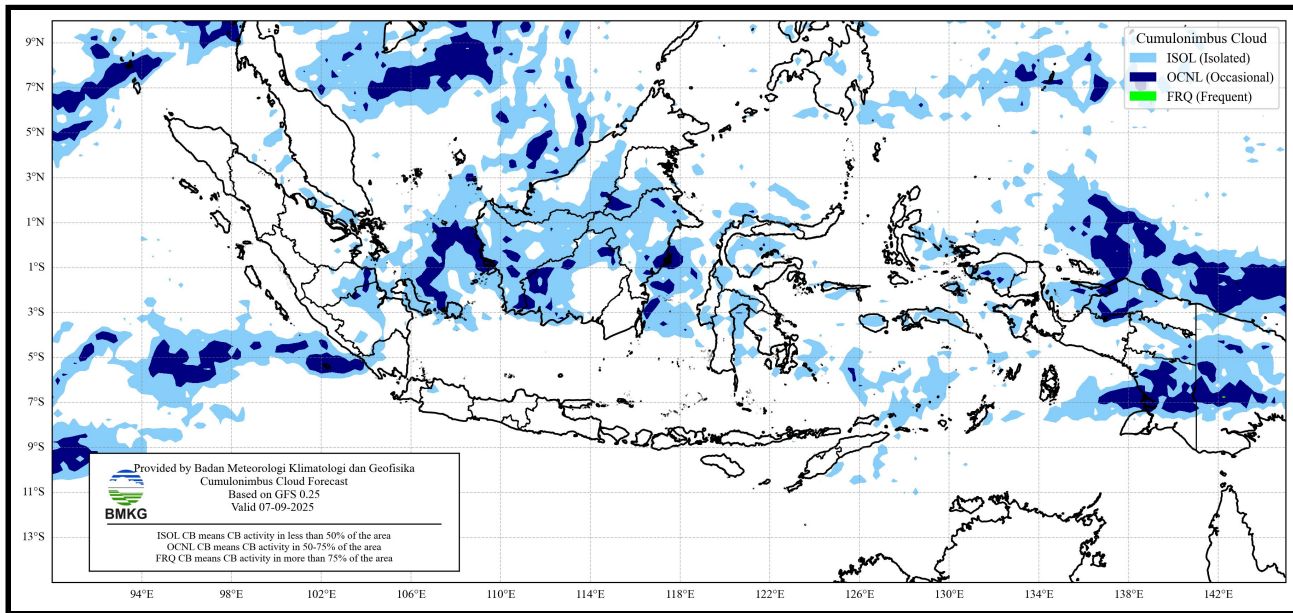 Cumulonimbus Cloud
ISOL (Isolated)
OCNL (Occasional)
FRQ (Frequent)
9°N
7°N
5°N
3°N
1°N
1°S
3°S
5°S
7°S
9°S
11°S
13°S
Provided by Badan Meteorologi Klimatologi dan Geofisika
Cumulonimbus Cloud Forecast
Based on GFS 0.25
Valid 07-09-2025
BMKG
ISOL CB means CB activity in less than 50% of the area
OCNL CB means CB activity in 50-75% of the area
FRQ CB means CB activity in more than 75% of the area
94°E 98°E 102°E 106°E 110°E 114°E 118°E 122°E 126°E 130°E 134°E 138°E 142°E